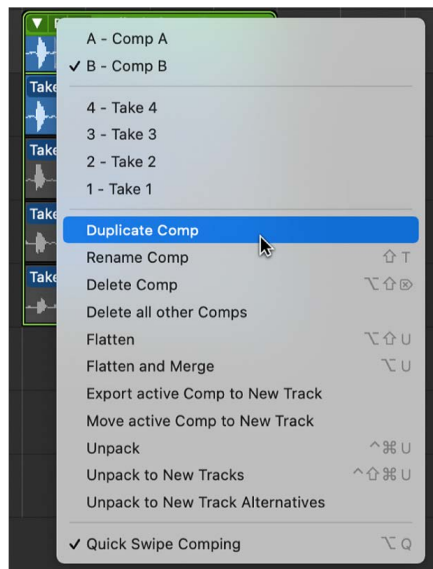 A - Comp A
✓ B - Comp B
4 - Take 4
3 - Take 3
2 - Take 2
1 - Take 1
Take
Take
Take
Take
Duplicate Comp
Rename Comp ⇧ T
Delete Comp ⌥⇧⌦
Delete all other Comps
Flatten ⌥⇧ U
Flatten and Merge ⌥ U
Export active Comp to New Track
Move active Comp to New Track
Unpack ^⌘ U
Unpack to New Tracks ^⇧⌘ U
Unpack to New Track Alternatives
✓ Quick Swipe Comping ⌥ Q